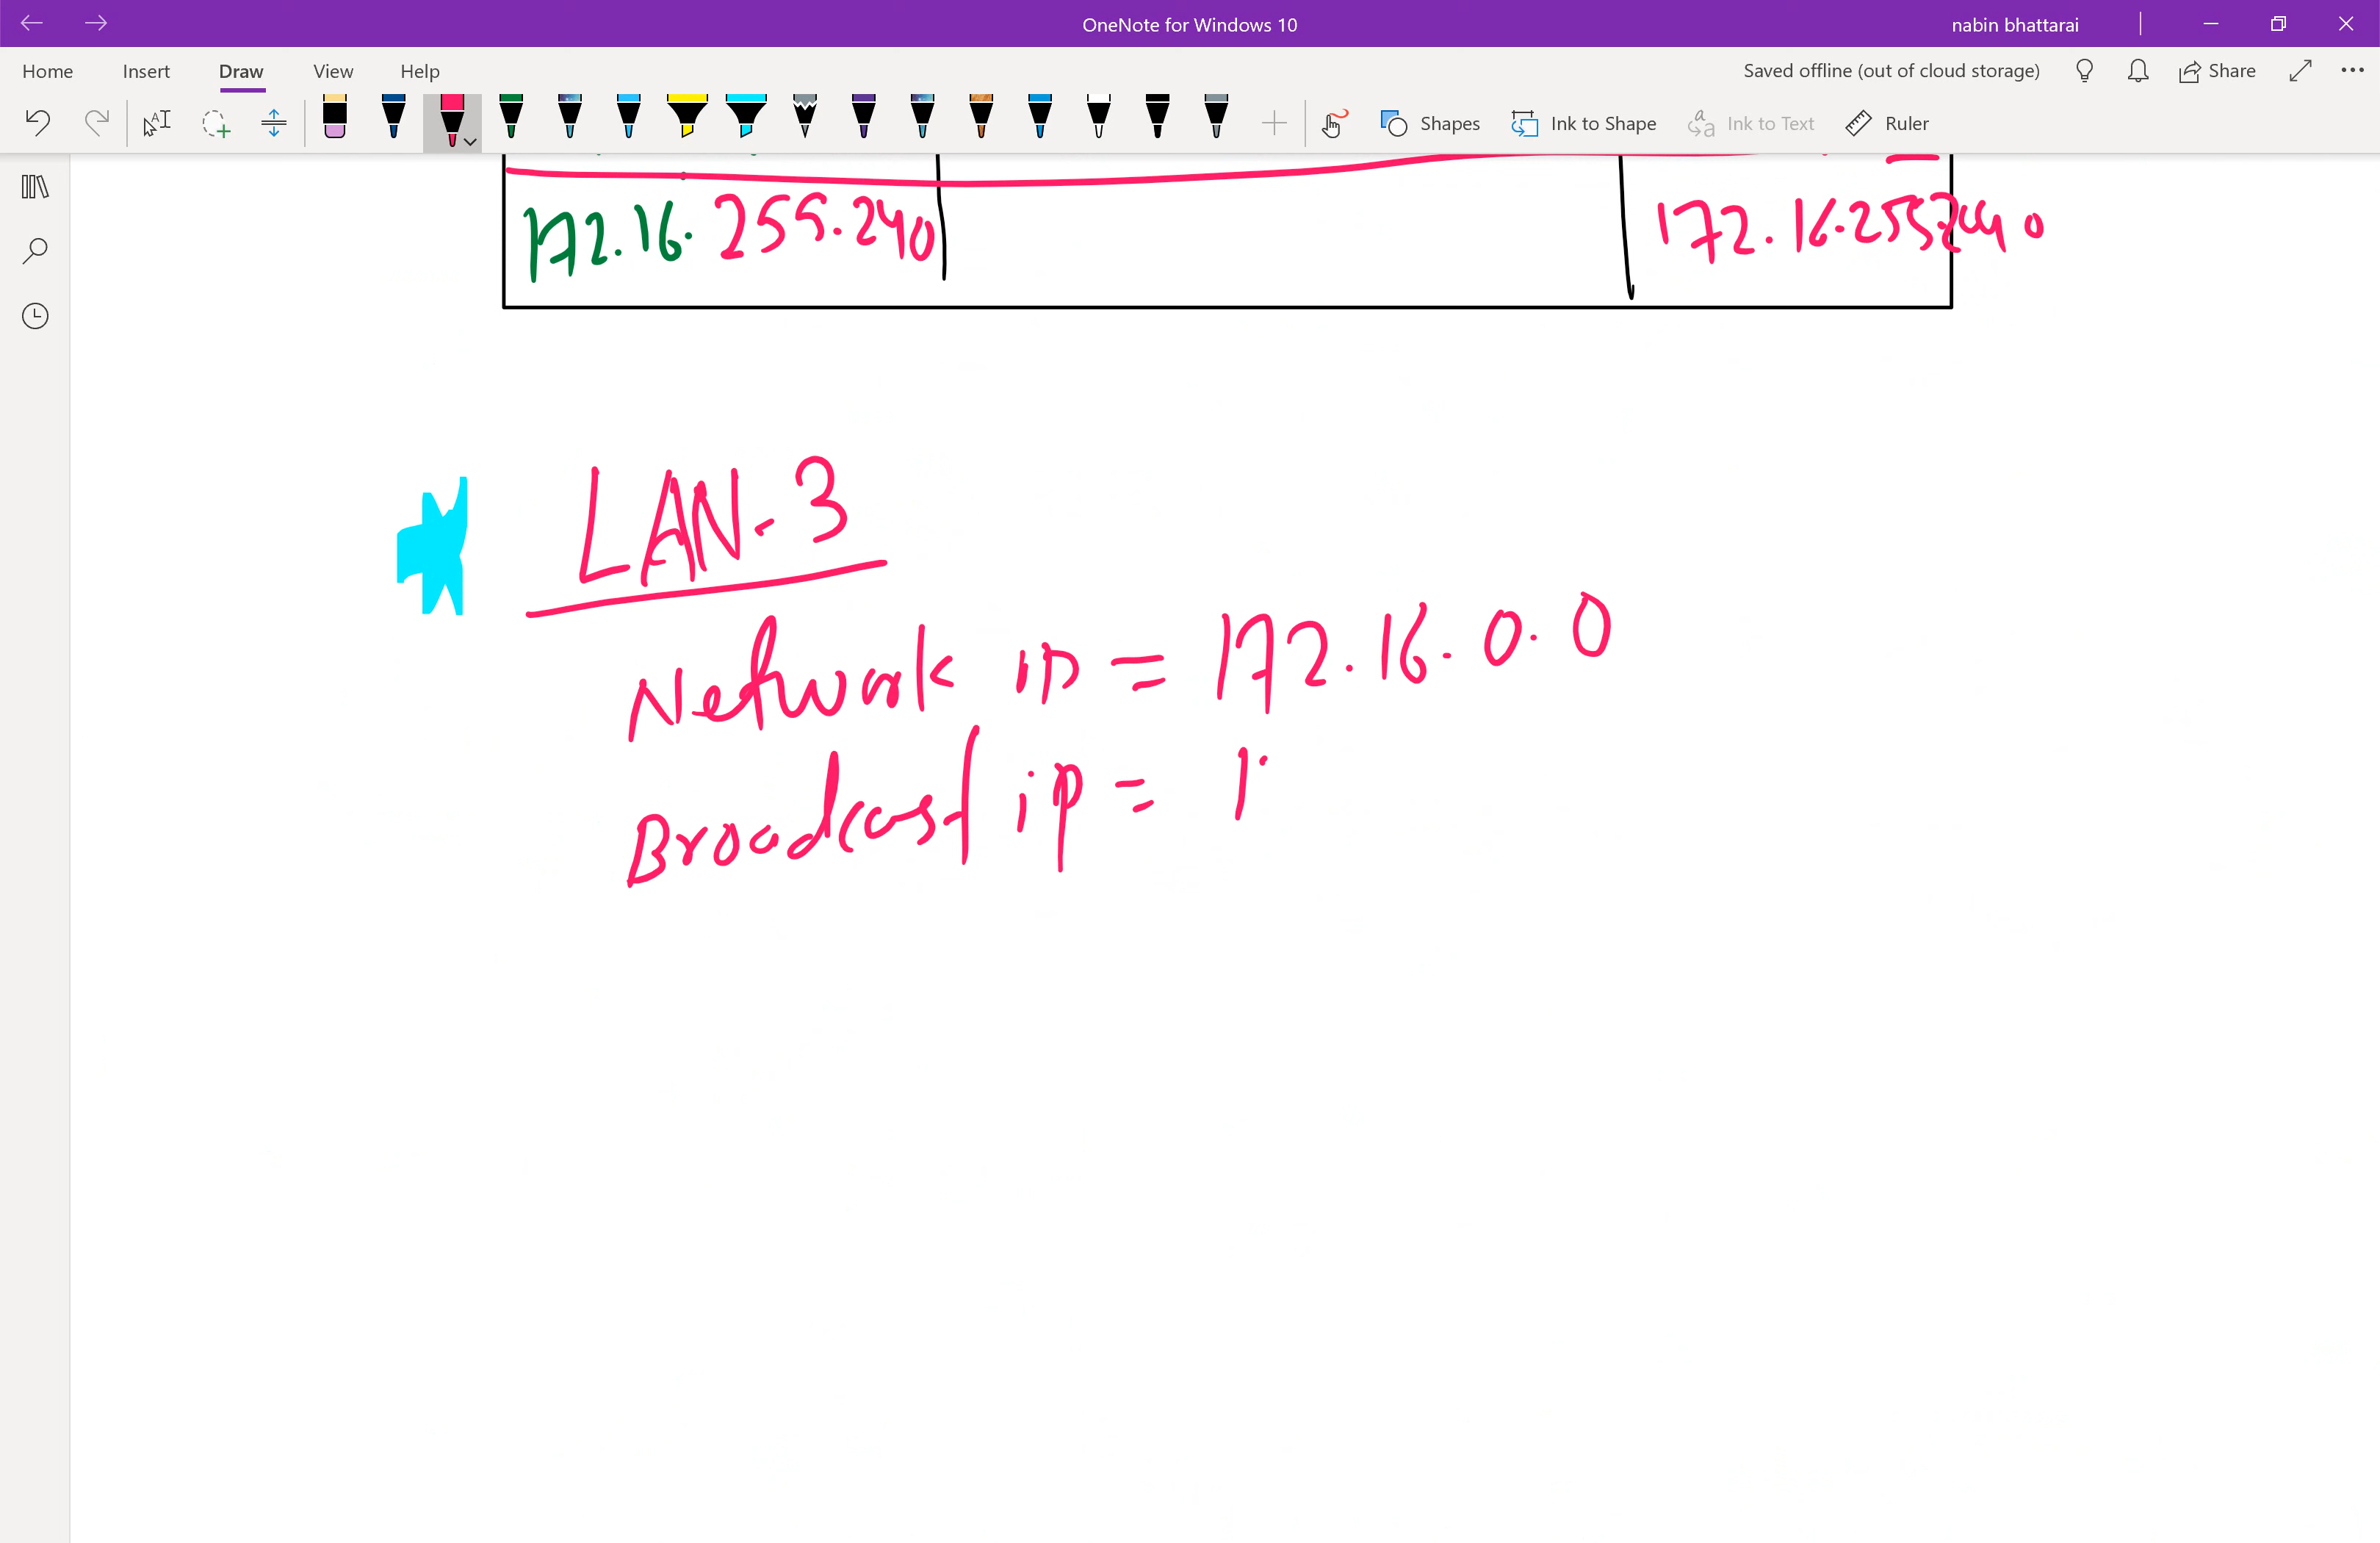 OneNote for Windows 10
nabin bhattarai
Home Insert Draw View Help
Saved offline (out of cloud storage)
Share
Shapes Ink to Shape Ink to Text Ruler
172.16.255.240
172.16.255.240
LAN-3
Network ip = 172.16.0.0
Broadcast ip = 1